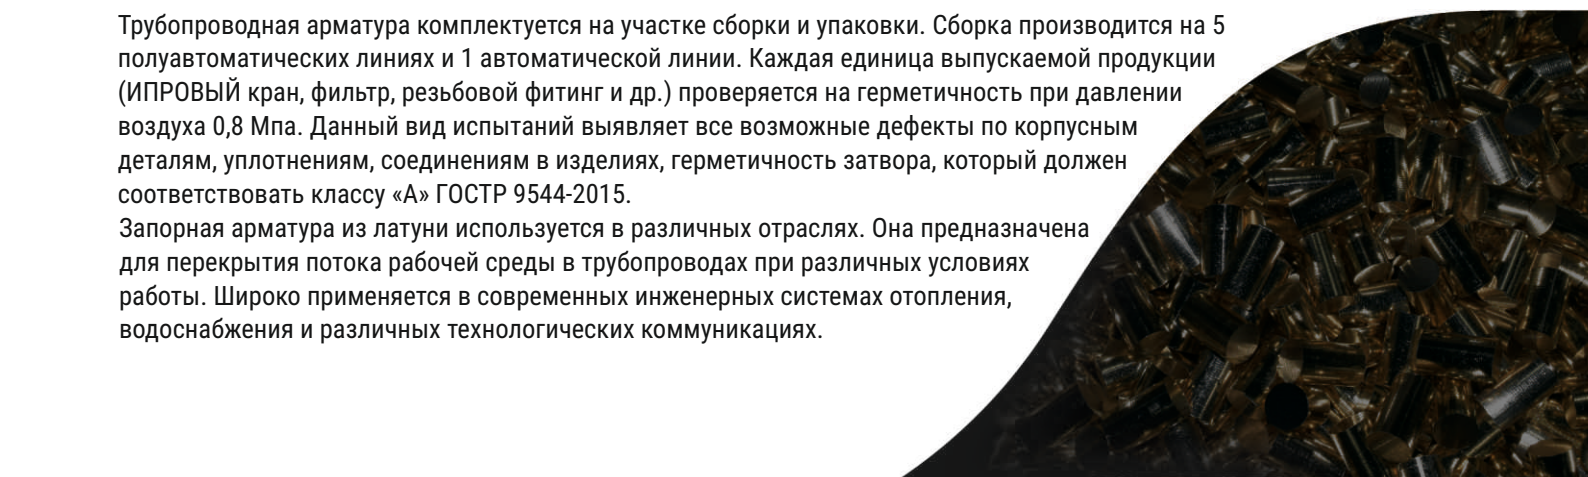 Трубопроводная арматура комплектуется на участке сборки и упаковки. Сборка производится на 5
полуавтоматических линиях и 1 автоматической линии. Каждая единица выпускаемой продукции
(ИПРОВЫЙ кран, фильтр, резьбовой фитинг и др.) проверяется на герметичность при давлении
воздуха 0,8 Мпа. Данный вид испытаний выявляет все возможные дефекты по корпусным
деталям, уплотнениям, соединениям в изделиях, герметичность затвора, который должен
соответствовать классу «А» ГОСТР 9544-2015.
Запорная арматура из латуни используется в различных отраслях. Она предназначена
для перекрытия потока рабочей среды в трубопроводах при различных условиях
работы. Широко применяется в современных инженерных системах отопления,
водоснабжения и различных технологических коммуникациях.